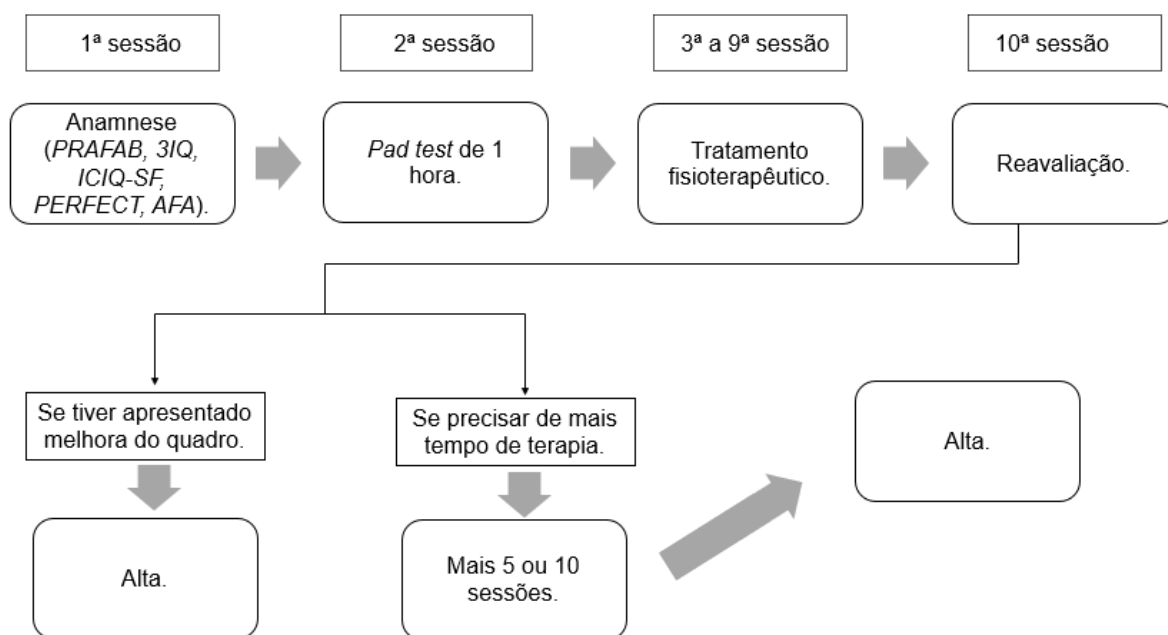 1ª sessão
2ª sessão
3ª a 9ª sessão
10ª sessão
Anamnese
(PRAFAB, 3IQ,
ICIQ-SF,
PERFECT, AFA).
Pad test de 1
hora.
Tratamento
fisioterapêutico.
Reavaliação.
Se tiver apresentado
melhora do quadro.
Se precisar de mais
tempo de terapia.
Alta.
Alta.
Mais 5 ou 10
sessões.